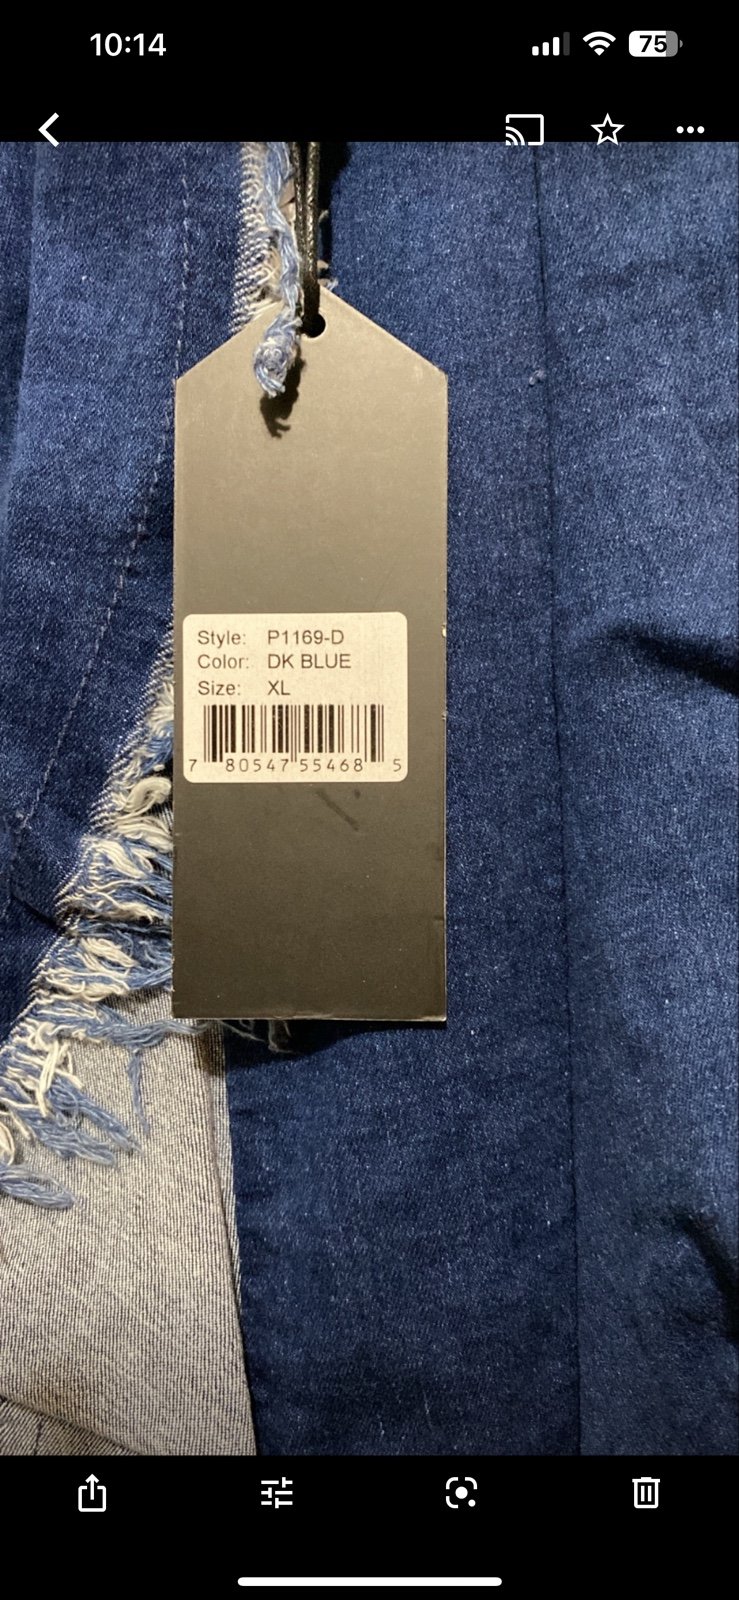 10:14
75
Style: P1169-D
Color: DK BLUE
Size: XL
7 80547 55468 5